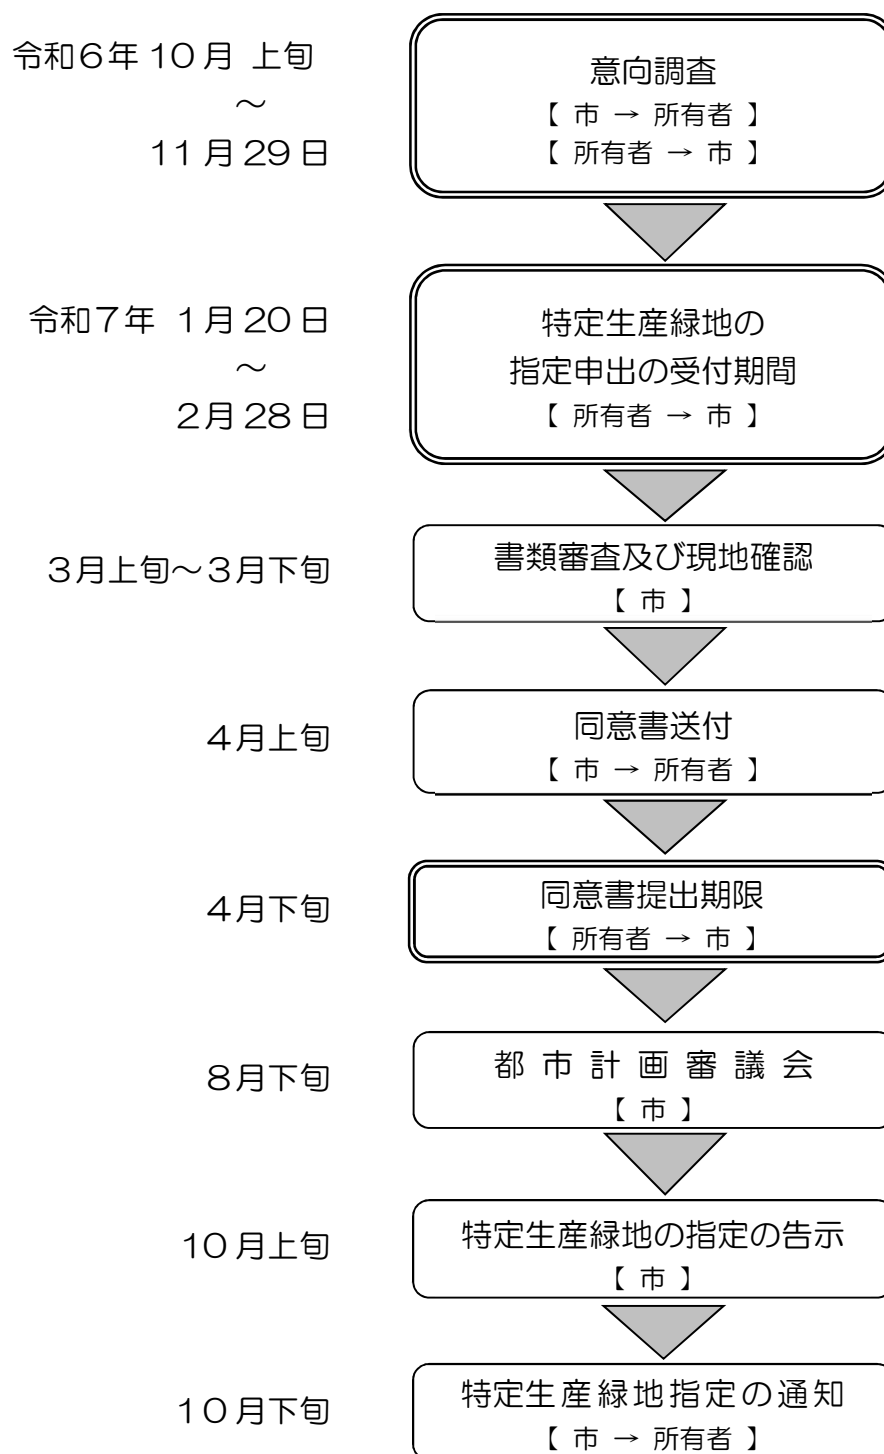 令和６年 10月 上旬
～
11月29日
意向調査
【 市 → 所有者 】
【 所有者 → 市 】
令和７年 1月20日
～
2月28日
特定生産緑地の
指定申出の受付期間
【 所有者 → 市 】
３月上旬～３月下旬
書類審査及び現地確認
【 市 】
４月上旬
同意書送付
【 市 → 所有者 】
４月下旬
同意書提出期限
【 所有者 → 市 】
８月下旬
都 市 計 画 審 議 会
【 市 】
10月上旬
特定生産緑地の指定の告示
【 市 】
10月下旬
特定生産緑地指定の通知
【 市 → 所有者 】